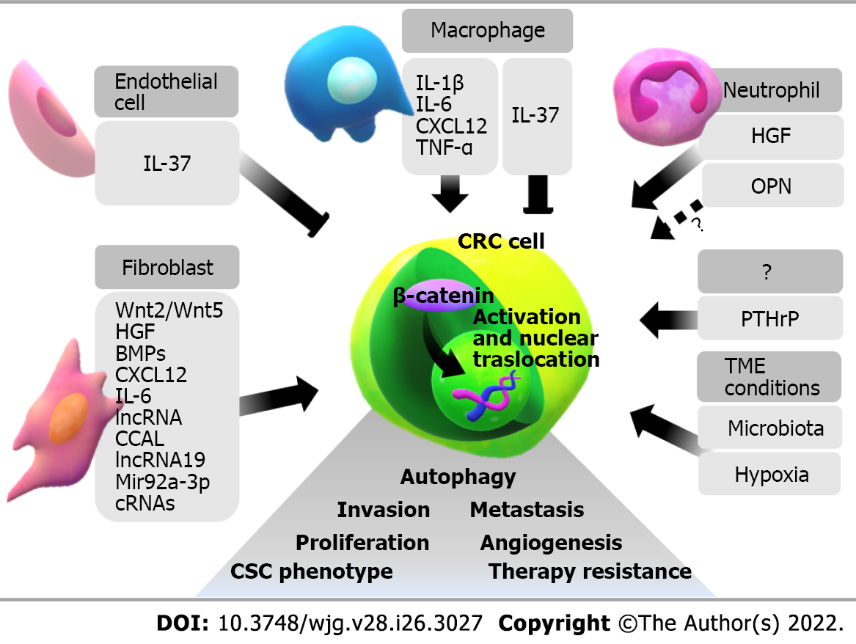 Endothelial
cell
IL-37
Macrophage
IL-1β
IL-6
CXCL12
TNF-α
IL-37
Neutrophil
HGF
OPN
?
Fibroblast
Wnt2/Wnt5
HGF
BMPs
CXCL12
IL-6
lncRNA
CCAL
lncRNA19
Mir92a-3p
cRNAs
CRC cell
β-catenin
Activation
and nuclear
traslocation
?
PTHrP
TME
conditions
Microbiota
Hypoxia
Autophagy
Invasion Metastasis
Proliferation Angiogenesis
CSC phenotype Therapy resistance
DOI: 10.3748/wjg.v28.i26.3027 Copyright ©The Author(s) 2022.